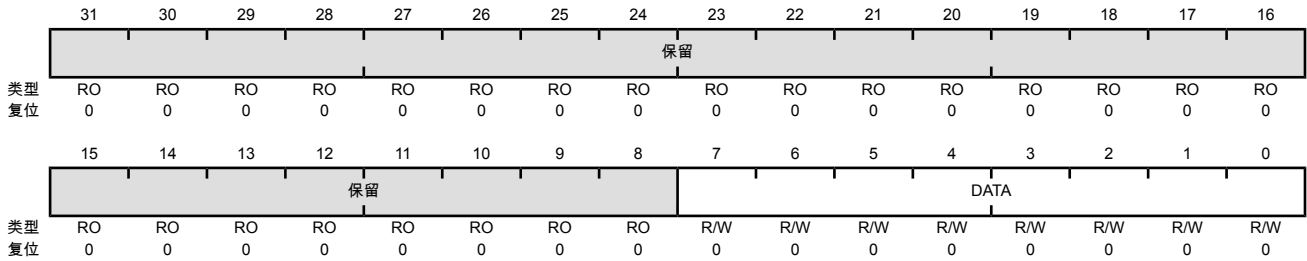 31 30 29 28 27 26 25 24 23 22 21 20 19 18 17 16
保留
类型 RO RO RO RO RO RO RO RO RO RO RO RO RO RO RO RO
复位 0 0 0 0 0 0 0 0 0 0 0 0 0 0 0 0
15 14 13 12 11 10 9 8 7 6 5 4 3 2 1 0
保留 DATA
类型 RO RO RO RO RO RO RO RO R/W R/W R/W R/W R/W R/W R/W R/W
复位 0 0 0 0 0 0 0 0 0 0 0 0 0 0 0 0